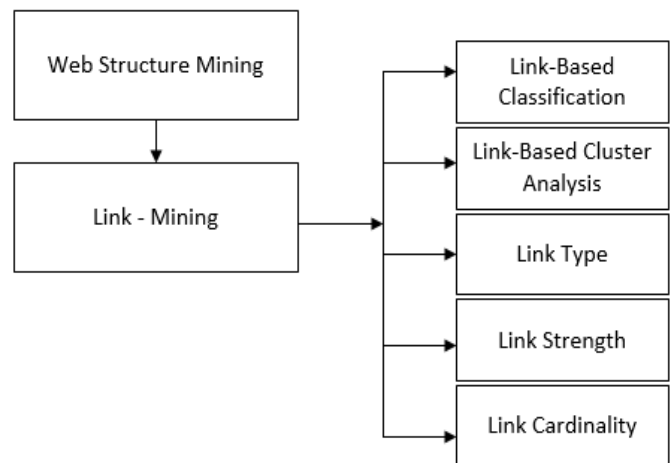 Web Structure Mining
Link - Mining
Link-Based
Classification
Link-Based Cluster
Analysis
Link Type
Link Strength
Link Cardinality